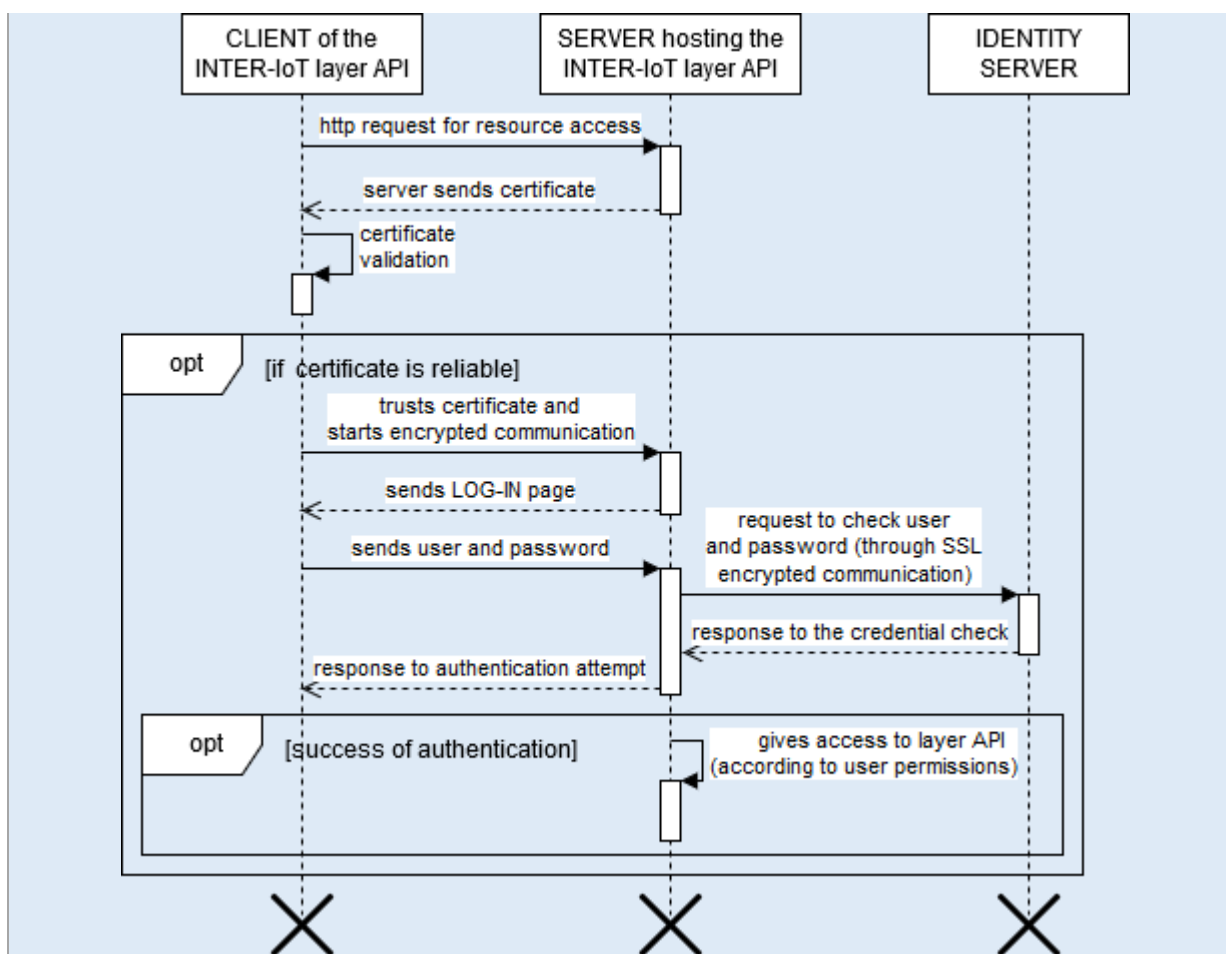 CLIENT of the
INTER-IoT layer API
SERVER hosting the
INTER-IoT layer API
IDENTITY
SERVER
http request for resource access
server sends certificate
certificate
validation
opt
[if certificate is reliable]
trusts certificate and
starts encrypted communication
sends LOG-IN page
sends user and password
request to check user
and password (through SSL
encrypted communication)
response to the credential check
response to authentication attempt
opt
[success of authentication]
gives access to layer API
(according to user permissions)